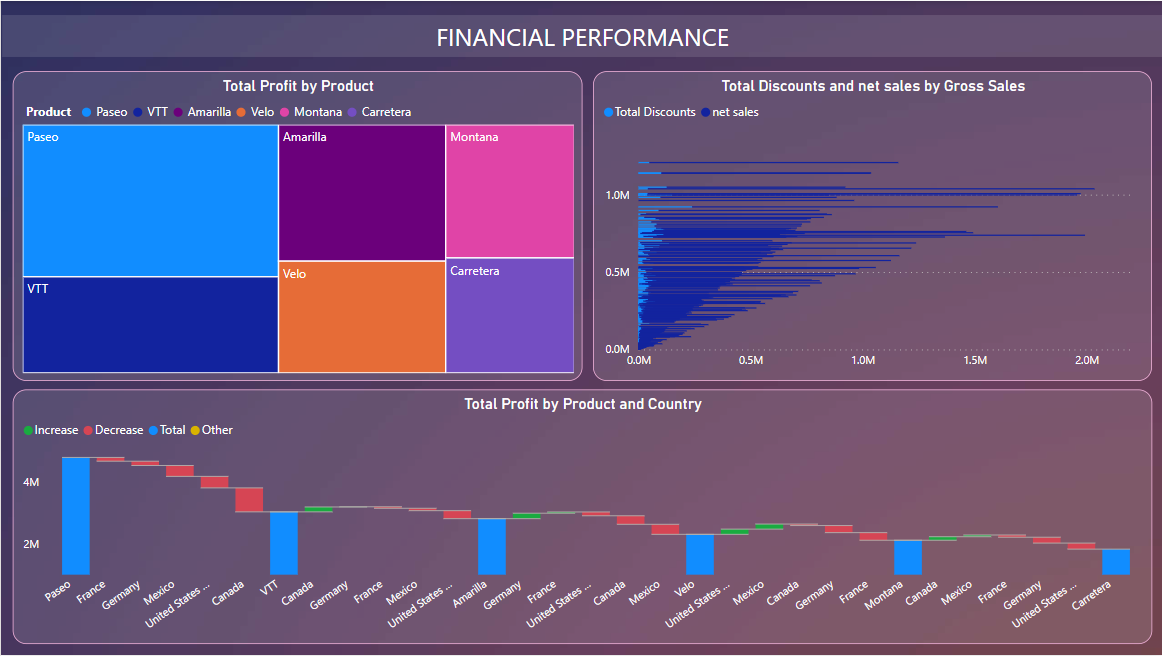 FINANCIAL PERFORMANCE
Total Profit by Product
Product Paseo VTT Amarilla Velo Montana Carretera
Paseo
Amarilla
Montana
VTT
Velo
Carretera
Total Discounts and net sales by Gross Sales
Total Discounts net sales
1.0M
0.5M
0.0M
0.0M 0.5M 1.0M 1.5M 2.0M
Total Profit by Product and Country
Increase Decrease Total Other
4M
2M
Paseo
France
Germany
Mexico
United States ...
Canada
VTT
Canada
Germany
France
Mexico
United States ...
Amarilla
Germany
France
United States ...
Canada
Mexico
Velo
United States ...
Mexico
Canada
Germany
France
Montana
Canada
Mexico
France
Germany
United States ...
Carretera